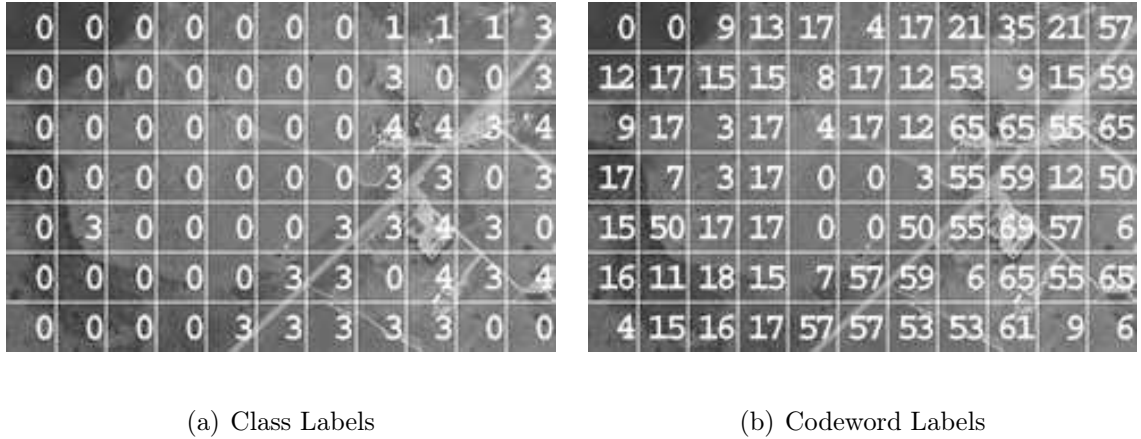 0 0 0 0 0 0 0 1 1 1 3
0 0 0 0 0 0 0 3 0 0 3
0 0 0 0 0 0 0 4 4 3 4
0 0 0 0 0 0 0 3 3 0 3
0 3 0 0 0 0 3 3 4 3 0
0 0 0 0 0 3 3 0 4 3 4
0 0 0 0 3 3 3 3 3 0 0
(a) Class Labels
0 0 9 13 17 4 17 21 35 21 57
12 17 15 15 8 17 12 53 9 15 59
9 17 3 17 4 17 12 65 65 55 65
17 7 3 17 0 0 3 55 59 12 50
15 50 17 17 0 0 50 55 69 57 6
16 11 18 15 7 57 59 6 65 55 65
4 15 16 17 57 57 53 53 61 9 6
(b) Codeword Labels